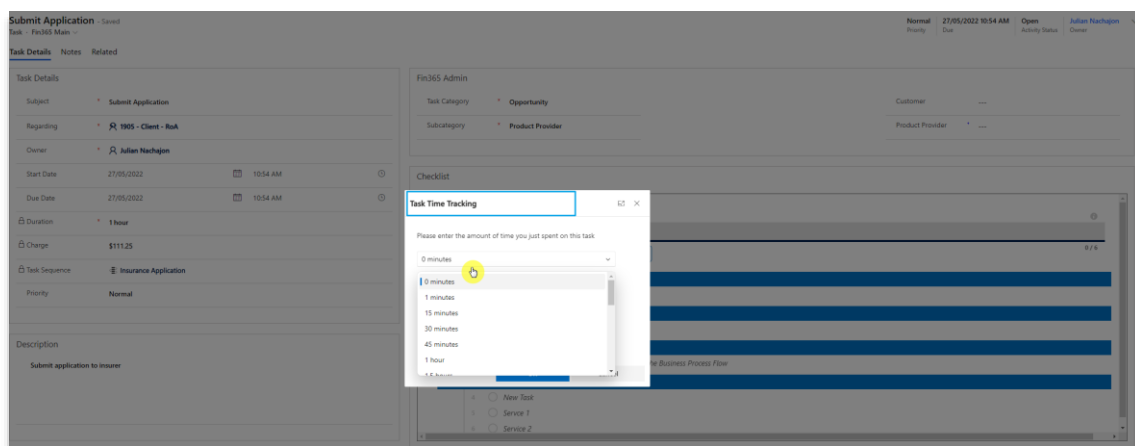 Submit Application - Saved
Task · Fin365 Main
Normal
Priority
27/05/2022 10:54 AM
Due
Open
Activity Status
Julian Nachajon
Owner
Task Details Notes Related
Task Details
Subject * Submit Application
Regarding * 1905 - Client - RoA
Owner * Julian Nachajon
Start Date 27/05/2022 10:54 AM
Due Date 27/05/2022 10:54 AM
Duration * 1 hour
Charge $111.25
Task Sequence Insurance Application
Priority Normal
Description
Submit application to insurer
Fin365 Admin
Task Category * Opportunity
Customer ---
Subcategory * Product Provider
Product Provider * ---
Checklist
0 / 6
Task Time Tracking
Please enter the amount of time you just spent on this task
0 minutes
0 minutes
1 minutes
15 minutes
30 minutes
45 minutes
1 hour
1.5 hours
the Business Process Flow
New Task
Service 1
Service 2